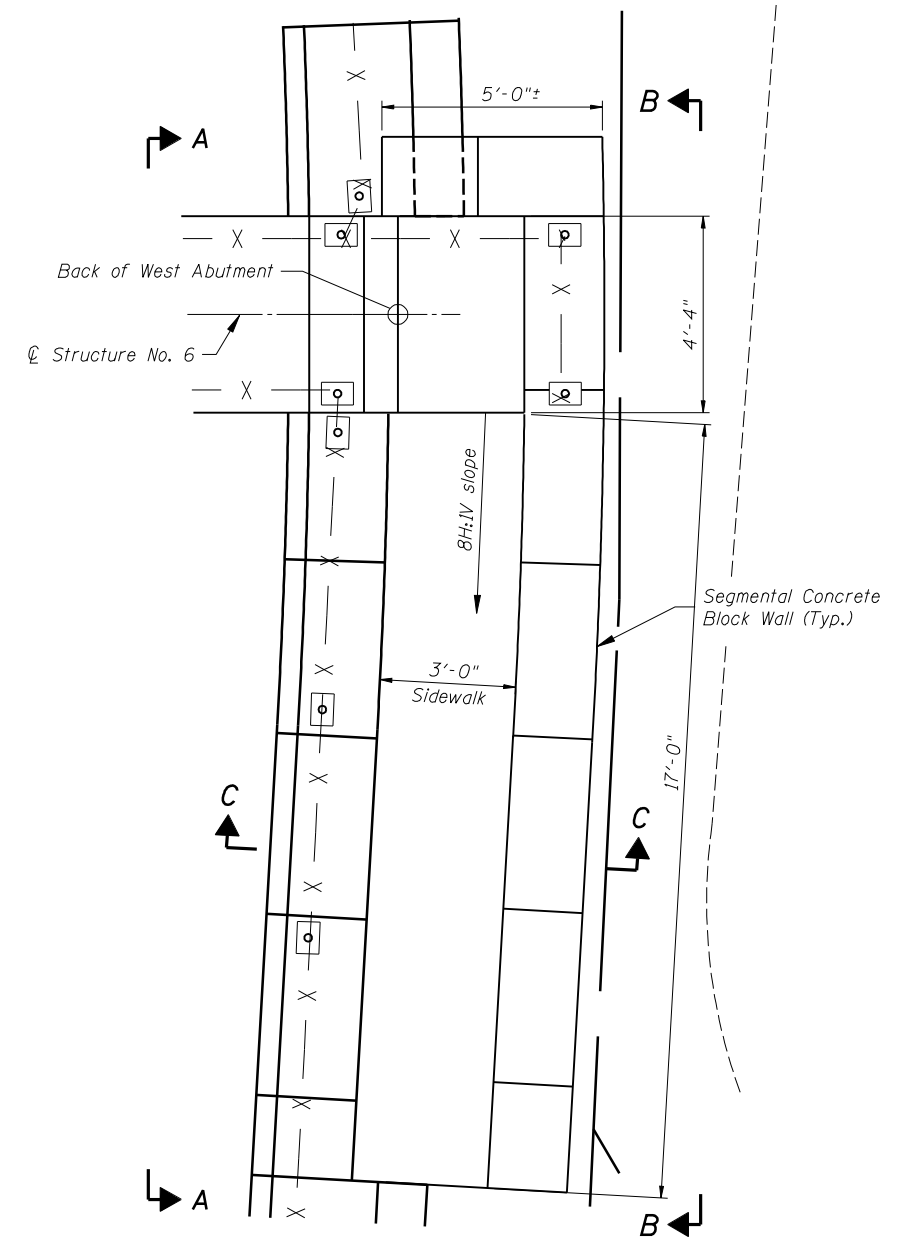 5'-0"±
B
A
Back of West Abutment
℄ Structure No. 6
4'-4"
8H:1V slope
Segmental Concrete
Block Wall (Typ.)
3'-0"
Sidewalk
17'-0"
C
C
A
B